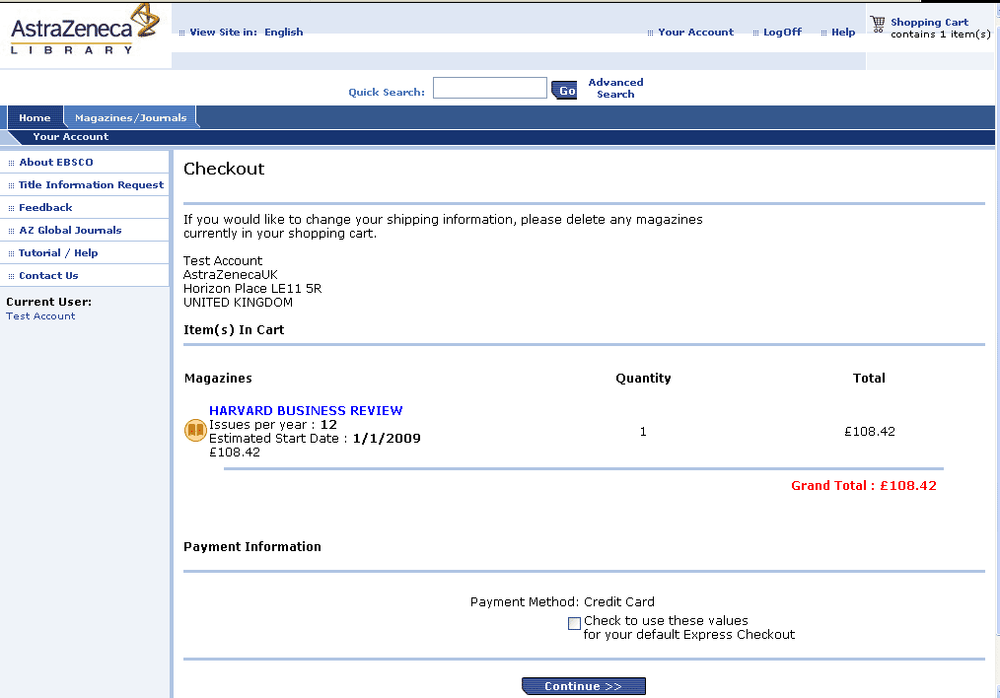 AstraZeneca
LIBRARY
View Site in: English
Your Account
LogOff
Help
Shopping Cart
contains 1 item(s)
Quick Search:
Go
Advanced
Search
Home
Magazines/Journals
Your Account
About EBSCO
Title Information Request
Feedback
AZ Global Journals
Tutorial / Help
Contact Us
Current User:
Test Account
Checkout
If you would like to change your shipping information, please delete any magazines
currently in your shopping cart.
Test Account
AstraZenecaUK
Horizon Place LE11 5R
UNITED KINGDOM
Item(s) In Cart
Magazines Quantity Total
HARVARD BUSINESS REVIEW
Issues per year : 12
Estimated Start Date : 1/1/2009
£108.42
1
£108.42
Grand Total : £108.42
Payment Information
Payment Method: Credit Card
Check to use these values
for your default Express Checkout
Continue >>